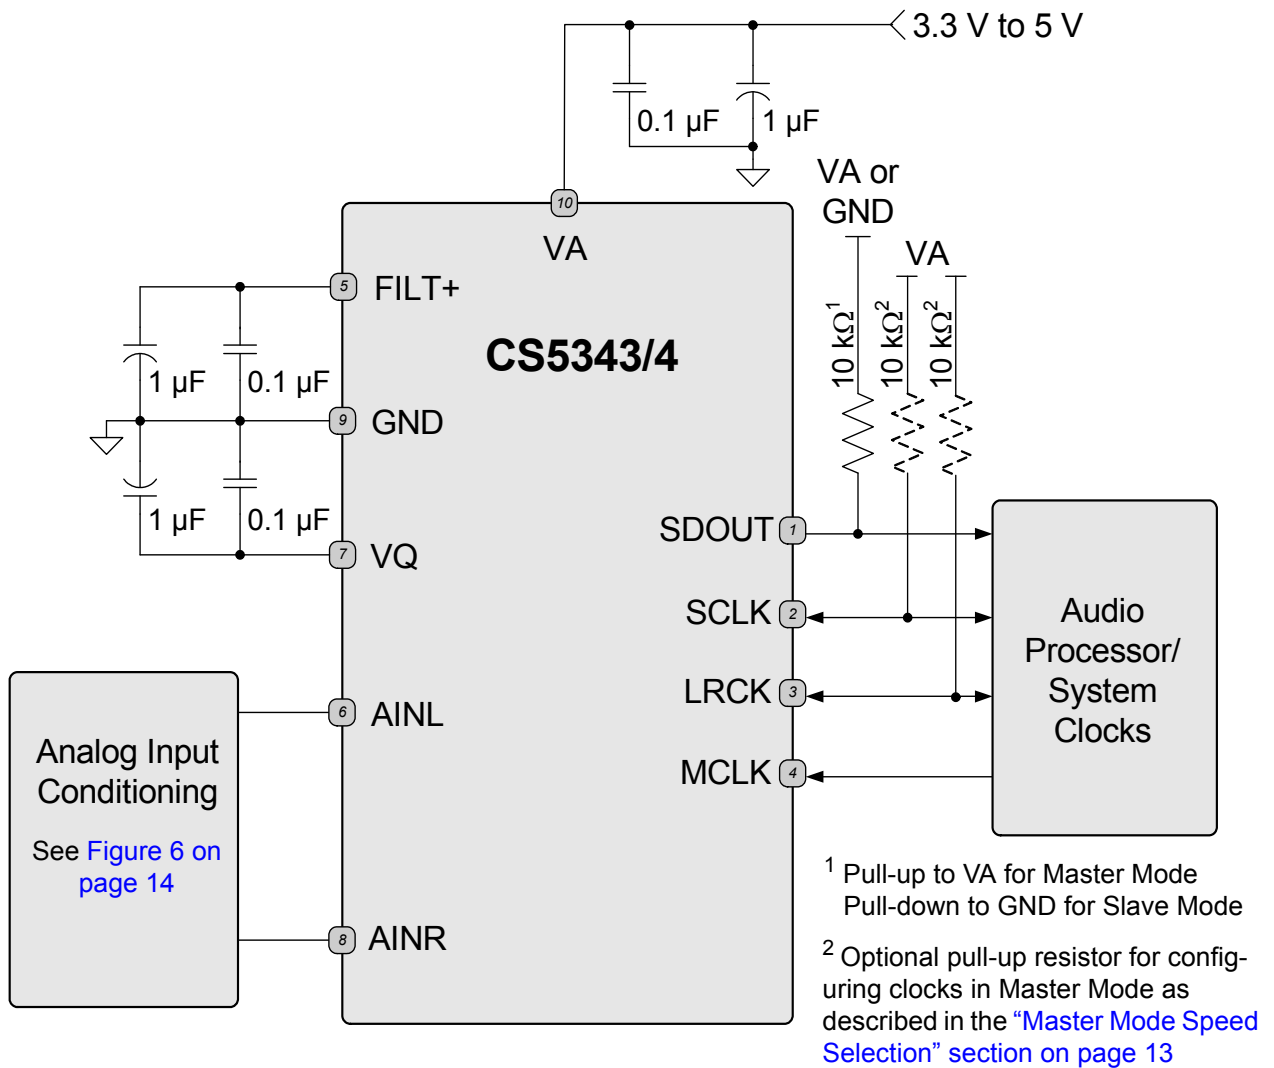 3.3 V to 5 V
0.1 µF
1 µF
VA or
GND
VA
10
VA
5
FILT+
10 kΩ1
10 kΩ2
10 kΩ2
CS5343/4
1 µF
0.1 µF
9
GND
1 µF
0.1 µF
7
VQ
SDOUT
1
SCLK
2
LRCK
3
MCLK
4
Audio
Processor/
System
Clocks
6
AINL
Analog Input
Conditioning
See Figure 6 on
page 14
8
AINR
1 Pull-up to VA for Master Mode
Pull-down to GND for Slave Mode
2 Optional pull-up resistor for config-
uring clocks in Master Mode as
described in the “Master Mode Speed
Selection” section on page 13